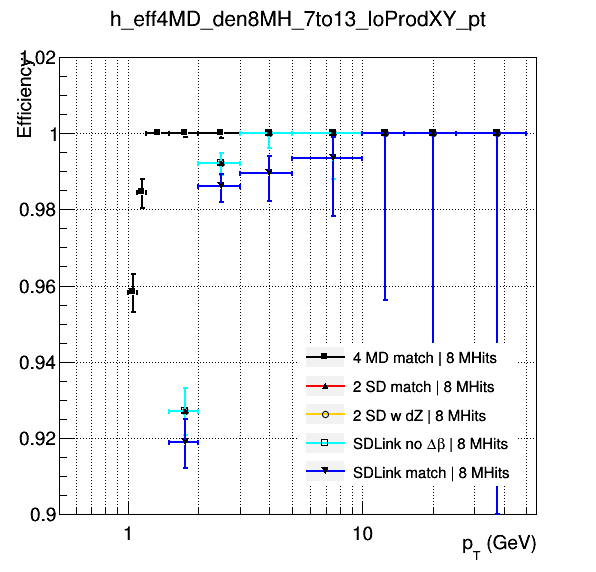 h_eff4MD_den8MH_7to13_loProdXY_pt
Efficiency
1.02
1
0.98
0.96
0.94
0.92
0.9
4 MD match | 8 MHits
2 SD match | 8 MHits
2 SD w dZ | 8 MHits
SDLink no Δβ | 8 MHits
SDLink match | 8 MHits
1
10
p_T (GeV)